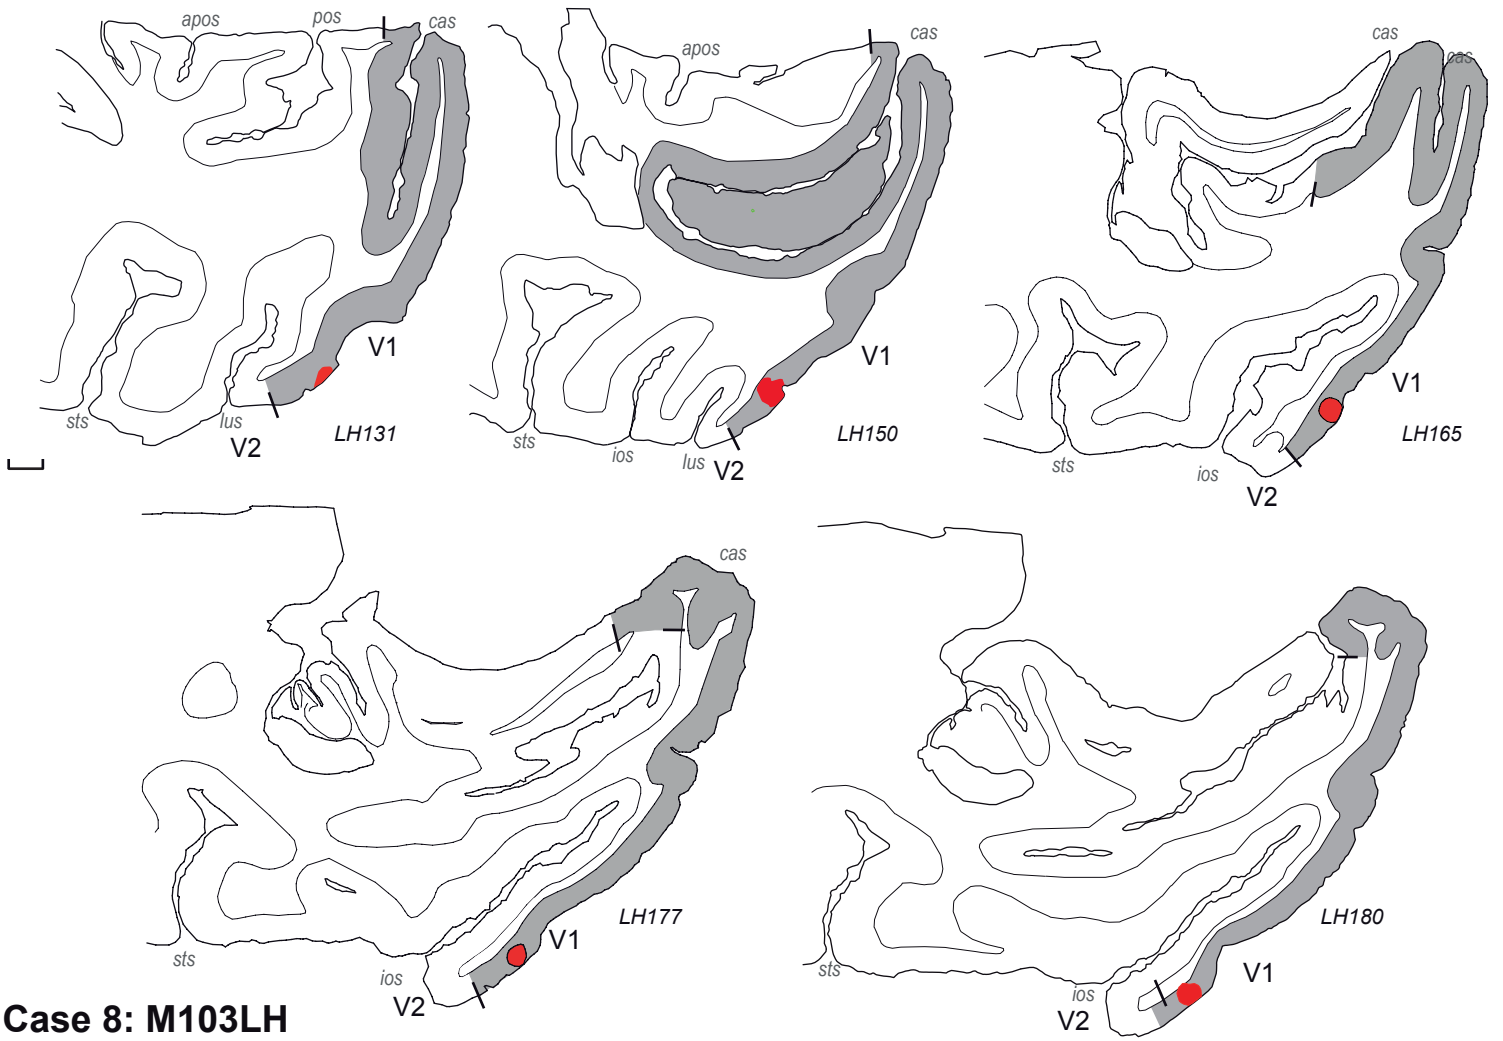 apos
pos
cas
V1
sts
lus
V2
LH131
apos
cas
V1
sts
ios
lus
V2
LH150
cas
cas
V1
sts
ios
V2
LH165
cas
LH177
V1
sts
ios
V2
LH180
V1
sts
ios
V2
Case 8: M103LH